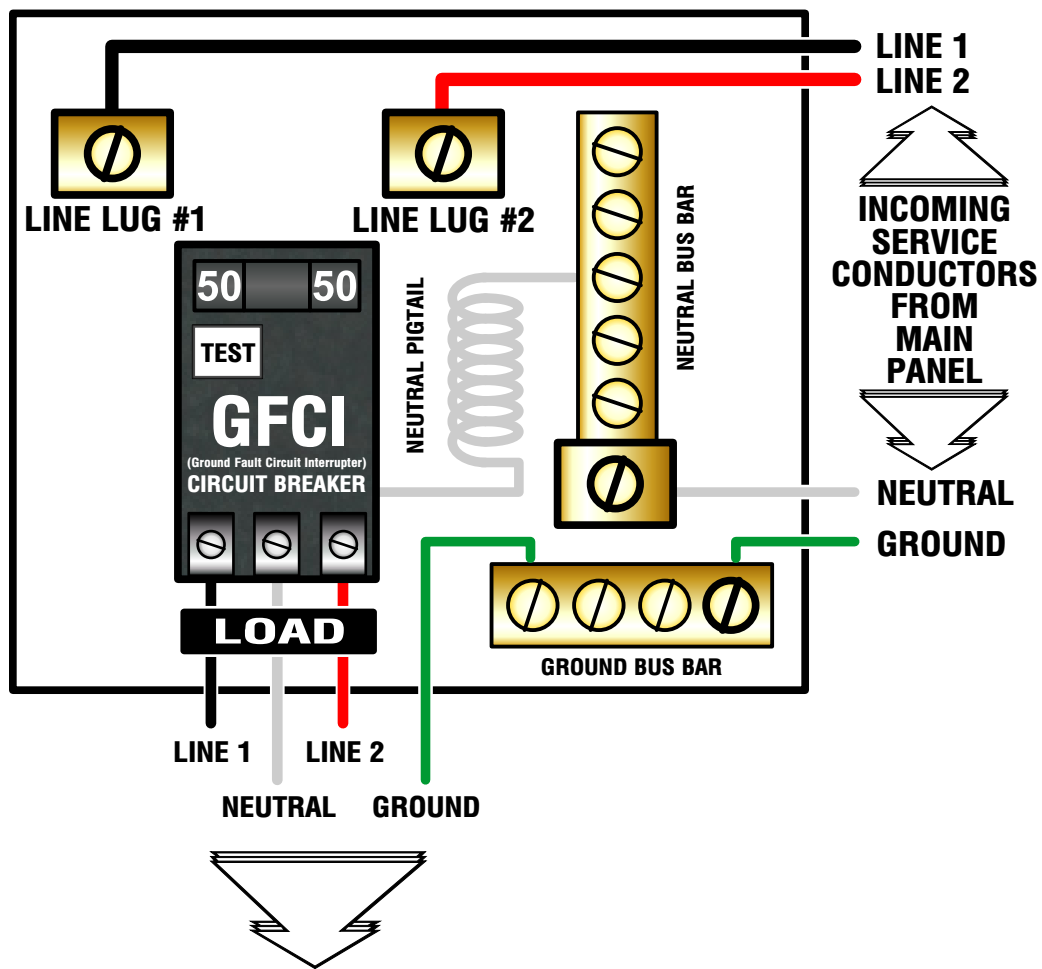 LINE 1
LINE 2
LINE LUG #1
LINE LUG #2
INCOMING
SERVICE
CONDUCTORS
FROM
MAIN
PANEL
NEUTRAL BUS BAR
NEUTRAL PIGTAIL
50
50
TEST
GFCI
(Ground Fault Circuit Interrupter)
CIRCUIT BREAKER
NEUTRAL
GROUND
LOAD
GROUND BUS BAR
LINE 1
LINE 2
NEUTRAL
GROUND